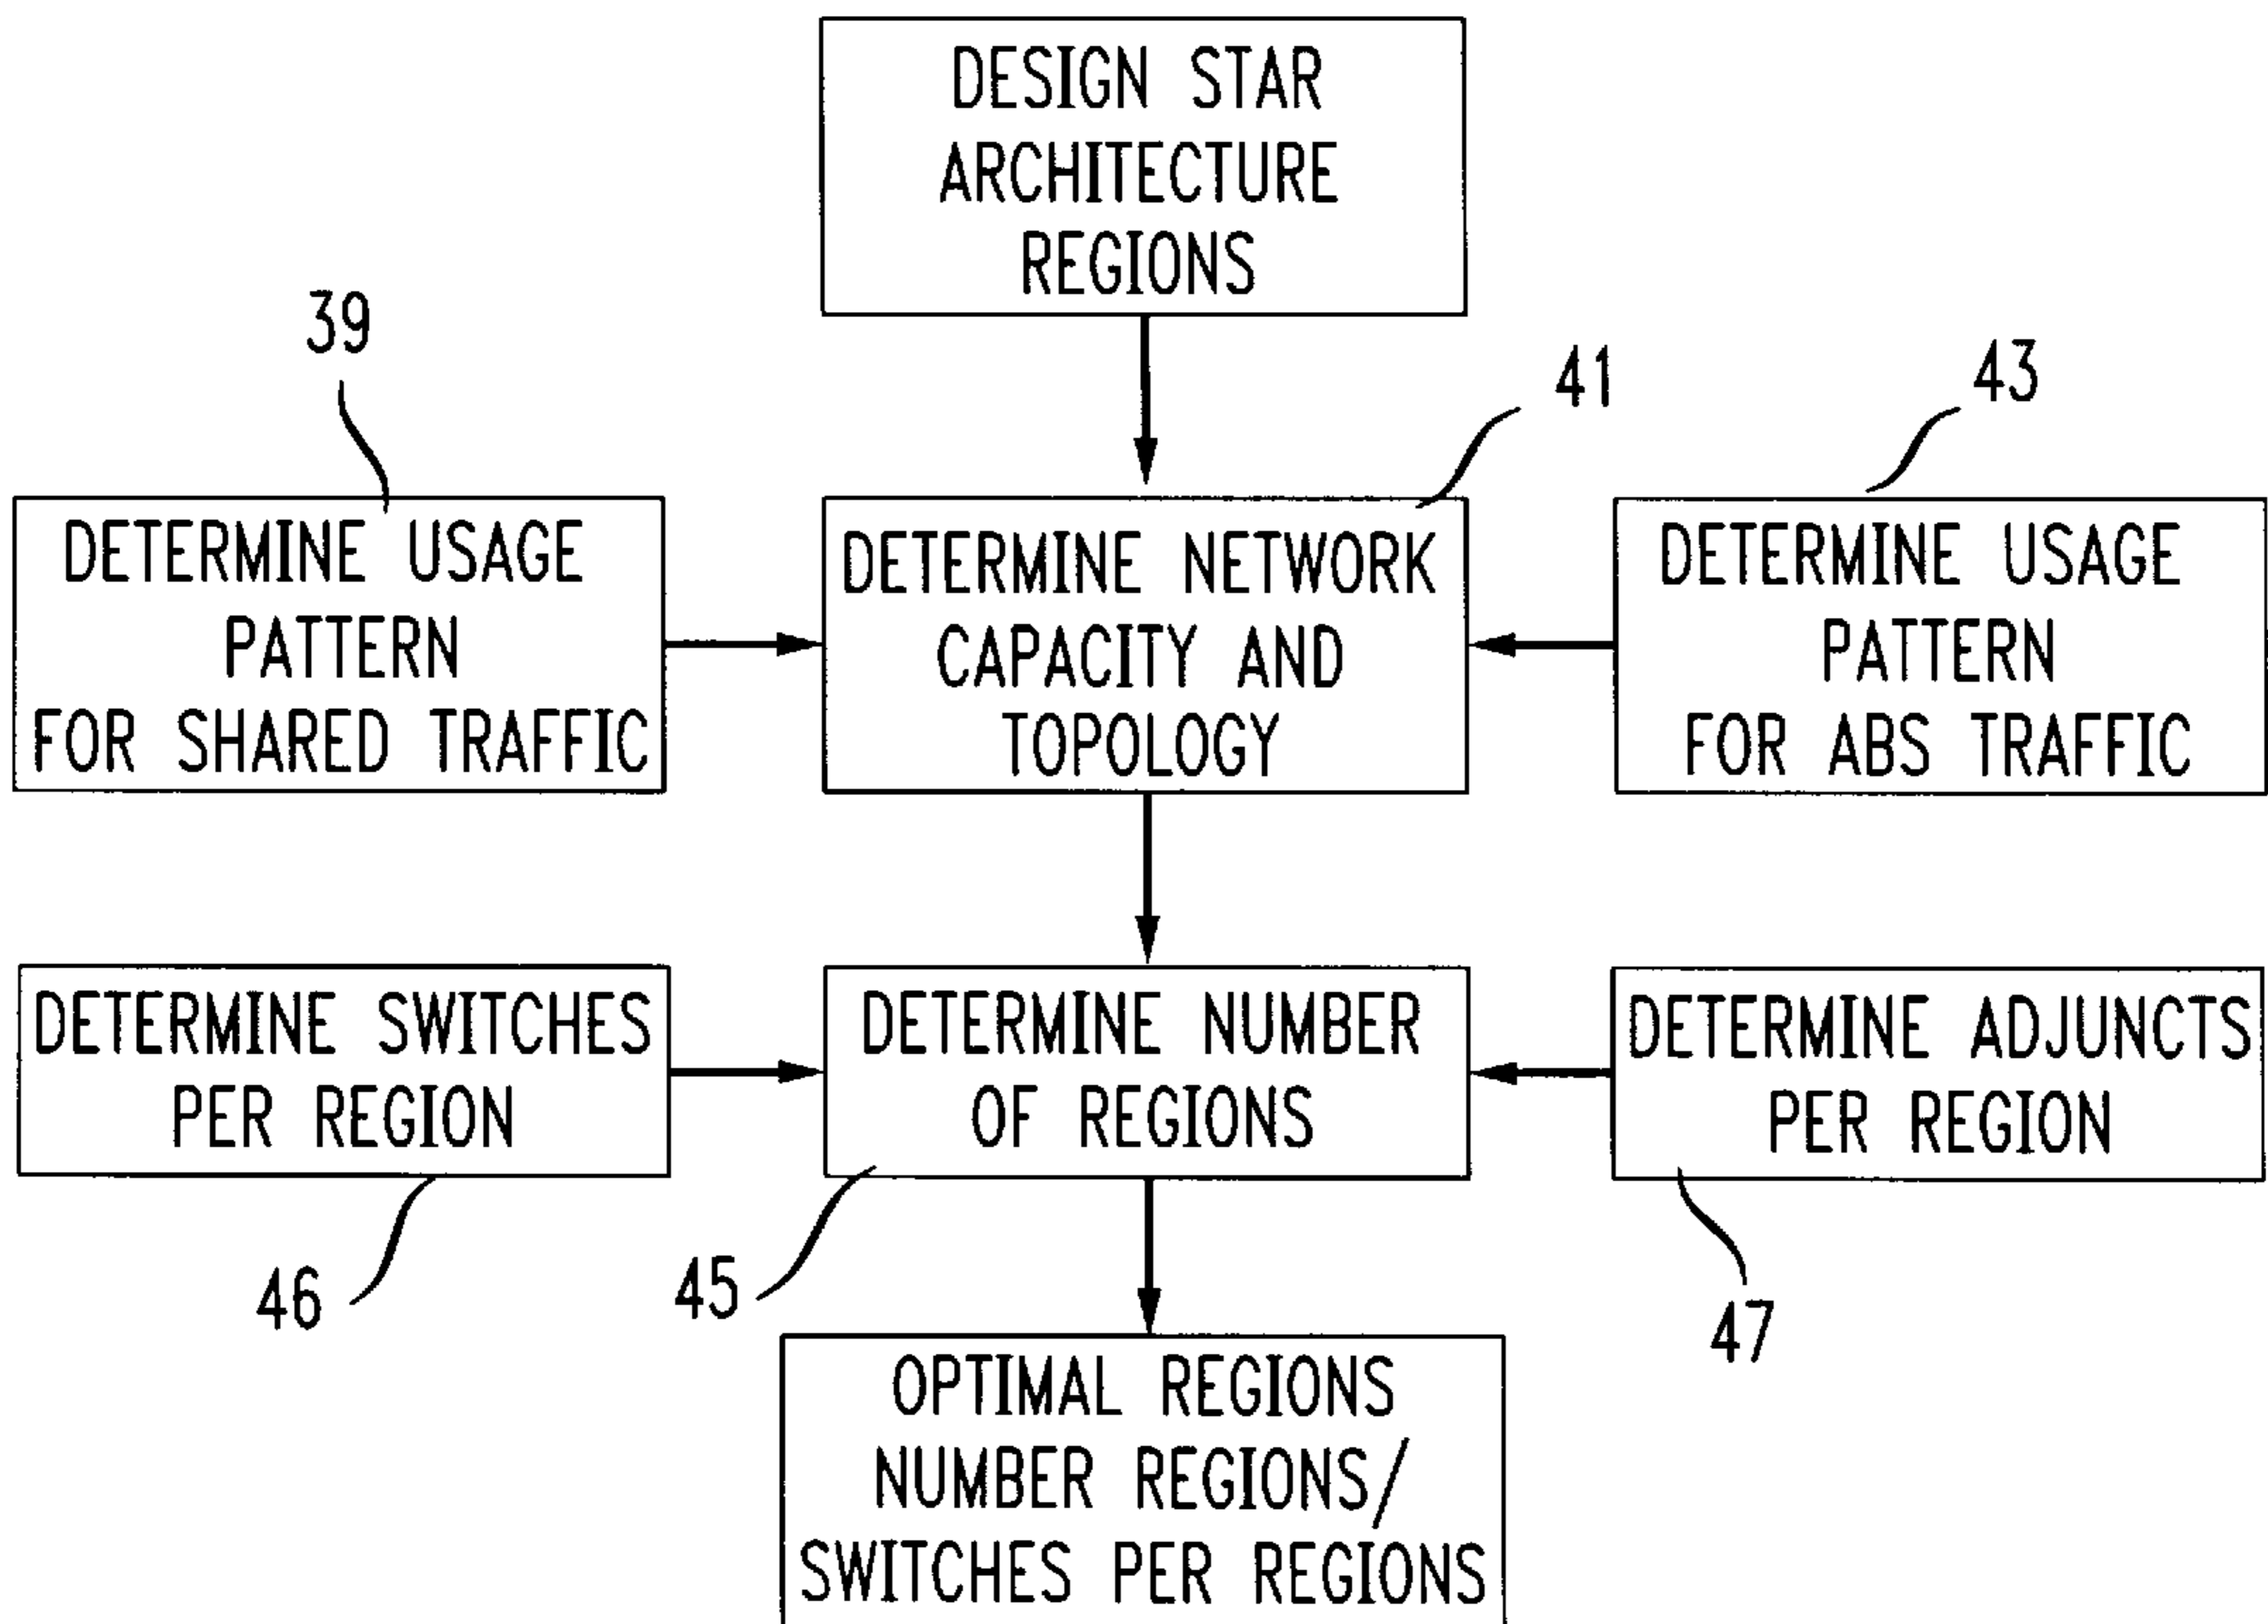 DESIGN STAR
ARCHITECTURE
REGIONS
39
41
43
DETERMINE USAGE
PATTERN
FOR SHARED TRAFFIC
DETERMINE NETWORK
CAPACITY AND
TOPOLOGY
DETERMINE USAGE
PATTERN
FOR ABS TRAFFIC
DETERMINE SWITCHES
PER REGION
DETERMINE NUMBER
OF REGIONS
DETERMINE ADJUNCTS
PER REGION
46
45
47
OPTIMAL REGIONS
NUMBER REGIONS/
SWITCHES PER REGIONS